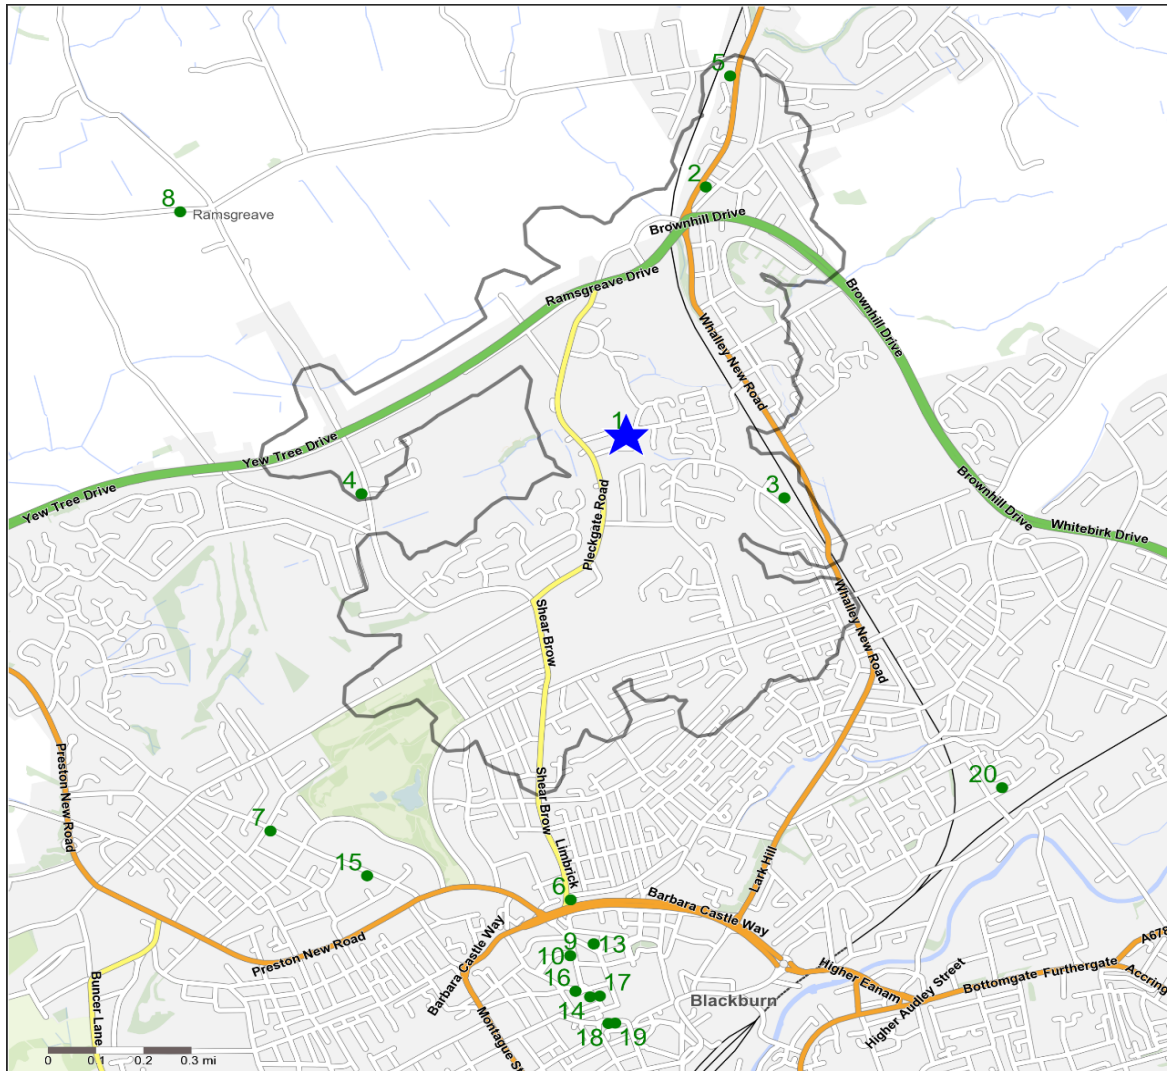 5
2
8
Ramsgreave
Brownhill Drive
Ramsgreave Drive
Brownhill Drive
Whalley New Road
1
Yew Tree Drive
4
3
Yew Tree Drive
Brownhill Drive
Whitebirk Drive
Pleckgate Road
Shear Brow
Whalley New Road
Preston New Road
Shear Brow
20
7
15
Limbrick
Lark Hill
6
Barbara Castle Way
Preston New Road
Barbara Castle Way
9
13
10
A678
Accring
Higher Eanam
Bottomgate
Furthergate
Higher Audley Street
16
17
14
Blackburn
Buncer Lane
Montague St
18
19
0
0.1
0.2
0.3 mi